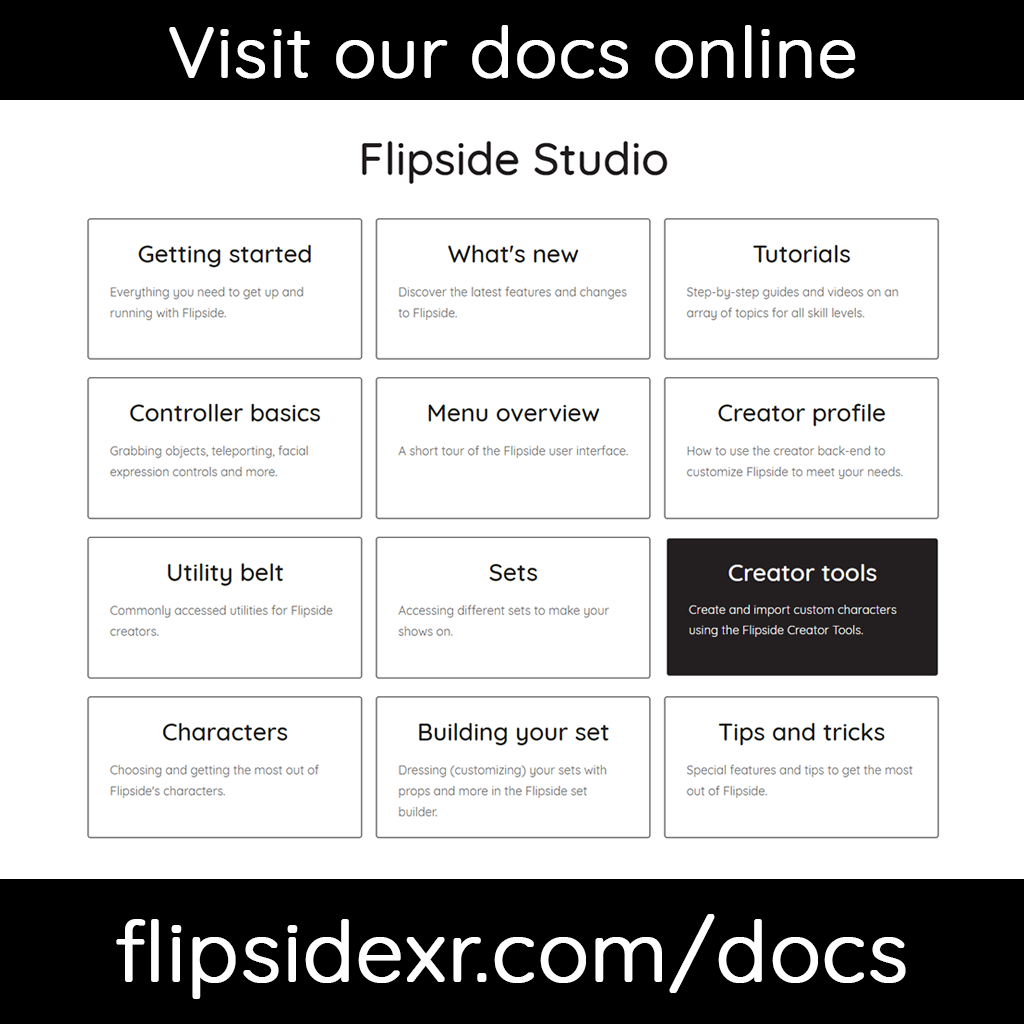 Visit our docs online
Flipside Studio
Getting started
Everything you need to get up and
running with Flipside.
What's new
Discover the latest features and changes
to Flipside.
Tutorials
Step-by-step guides and videos on an
array of topics for all skill levels.
Controller basics
Grabbing objects, teleporting, facial
expression controls and more.
Menu overview
A short tour of the Flipside user interface.
Creator profile
How to use the creator back-end to
customize Flipside to meet your needs.
Utility belt
Commonly accessed utilities for Flipside
creators.
Sets
Accessing different sets to make your
shows on.
Creator tools
Create and import custom characters
using the Flipside Creator Tools.
Characters
Choosing and getting the most out of
Flipside's characters.
Building your set
Dressing (customizing) your sets with
props and more in the Flipside set
builder.
Tips and tricks
Special features and tips to get the most
out of Flipside.
flipsidexr.com/docs